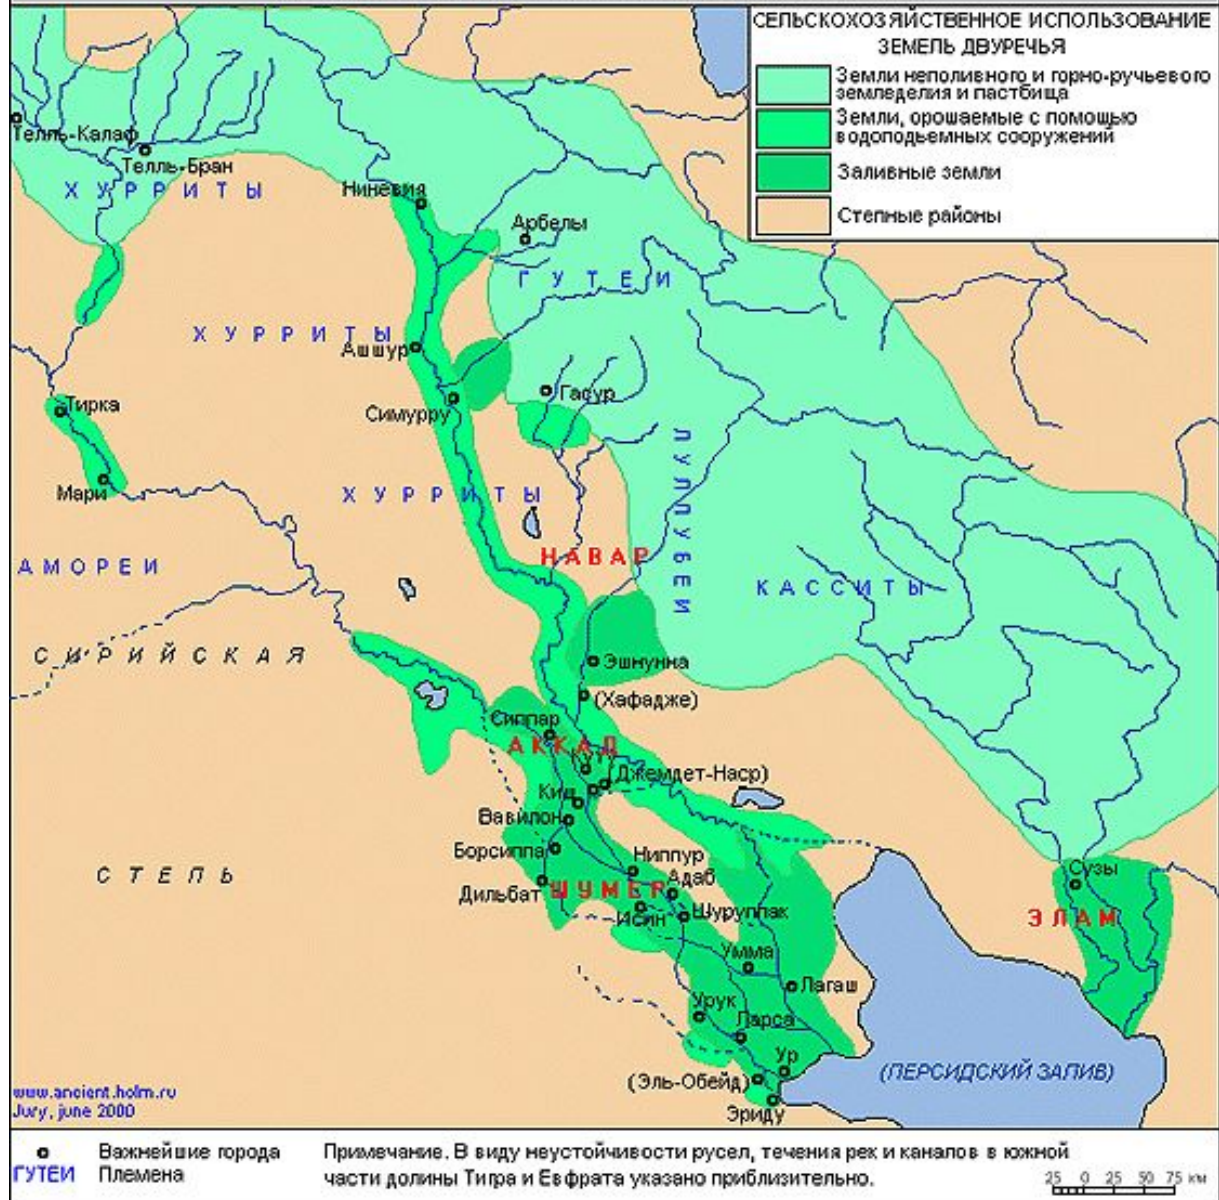 СЕЛЬСКОХОЗЯЙСТВЕННОЕ ИСПОЛЬЗОВАНИЕ
ЗЕМЕЛЬ ДВУРЕЧЬЯ
Земли неполивного и горно-ручьевого
земледелия и пастбища
Земли, орошаемые с помощью
водоподьемных сооружений
Заливные земли
Степные районы
Телль-Калаф
Телль-Бран
ХУРРИТЫ
Ниневия
Арбелы
ГУТЕИ
ХУРРИТЫ
Ашшур
Гасур
Тирка
Симурру
ЛУЛЛУБЕИ
Мари
ХУРРИТЫ
НАВАР
АМОРЕИ
КАССИТЫ
СИРИЙСКАЯ
Эшнунна
(Хафадже)
Сиппар
АККАД
Куту
(Джемдет-Наср)
Киш
Вавилон
Борсиппа
Ниппур
Адаб
СТЕПЬ
Дильбат
ШУМЕР
Сузы
Исин
Шуруппак
ЭЛАМ
Умма
Лагаш
Урук
Ларса
Ур
(Эль-Обейд)
(ПЕРСИДСКИЙ ЗАЛИВ)
Эриду
www.ancient.holm.ru
Jury, june 2000
Важнейшие города
ГУТЕИ Племена
Примечание. В виду неустойчивости русел, течения рек и каналов в южной
части долины Тигра и Евфрата указано приблизительно.
25 0 25 50 75 км